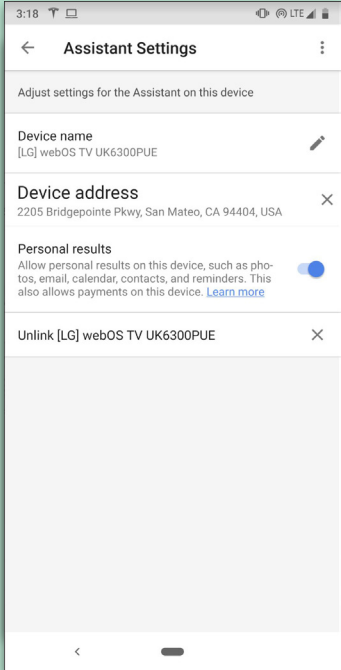 3:18 LTE
Assistant Settings
Adjust settings for the Assistant on this device
Device name
[LG] webOS TV UK6300PUE
Device address
2205 Bridgepointe Pkwy, San Mateo, CA 94404, USA
Personal results
Allow personal results on this device, such as pho-
tos, email, calendar, contacts, and reminders. This
also allows payments on this device. Learn more
Unlink [LG] webOS TV UK6300PUE